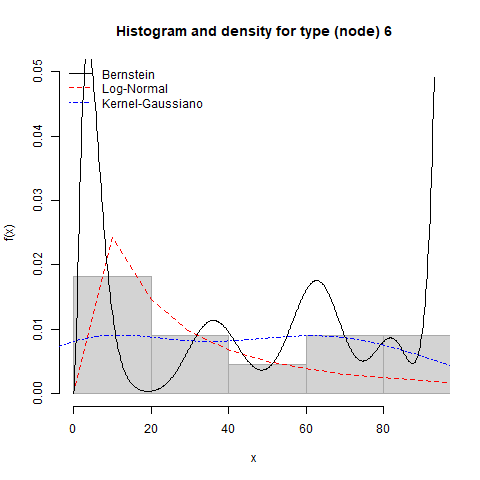 Histogram and density for type (node) 6
Bernstein
Log-Normal
Kernel-Gaussiano
f(x)
0.05
0.04
0.03
0.02
0.01
0.00
0 20 40 60 80
x